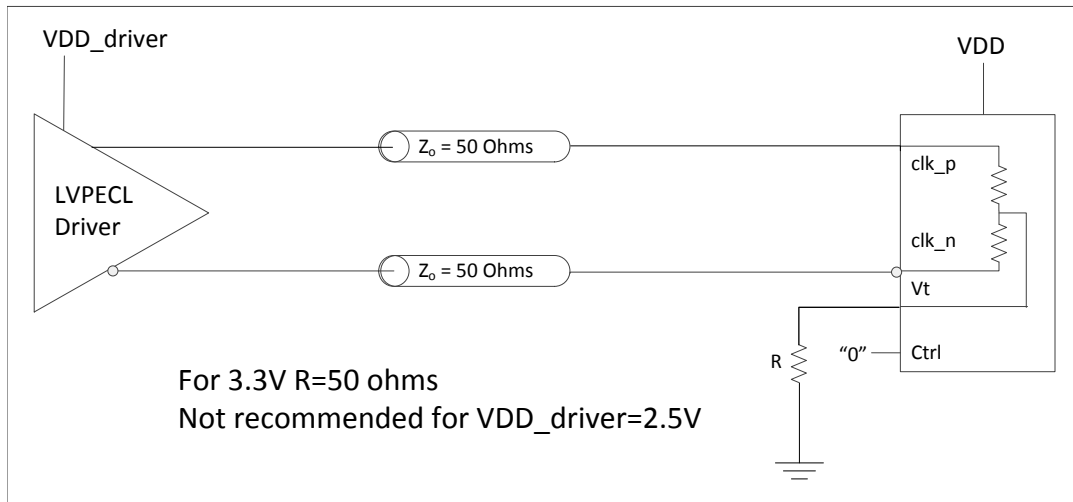 VDD_driver
VDD
LVPECL
Driver
Zₒ = 50 Ohms
Zₒ = 50 Ohms
clk_p
clk_n
Vt
Ctrl
"0"
R
For 3.3V R=50 ohms
Not recommended for VDD_driver=2.5V